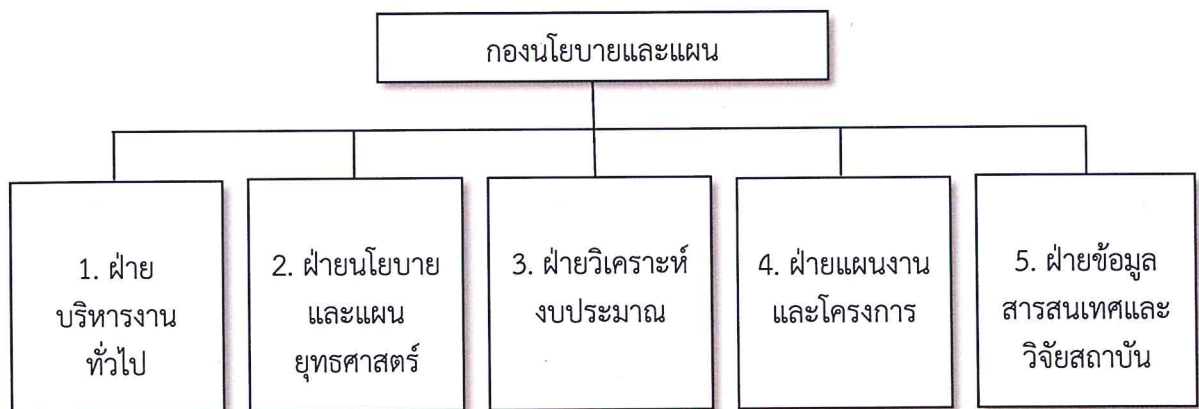 กองนโยบายและแผน
1. ฝ่าย
บริหารงาน
ทั่วไป
2. ฝ่ายนโยบาย
และแผน
ยุทธศาสตร์
3. ฝ่ายวิเคราะห์
งบประมาณ
4. ฝ่ายแผนงาน
และโครงการ
5. ฝ่ายข้อมูล
สารสนเทศและ
วิจัยสถาบัน